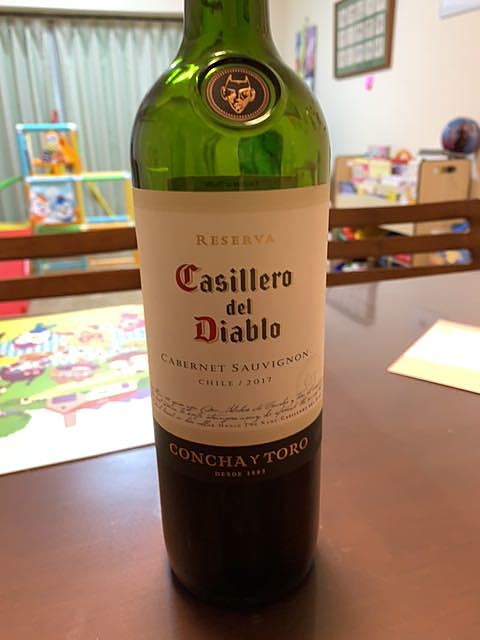 RESERVA
Casillero
del
Diablo
CABERNET SAUVIGNON
CHILE / 2017
CONCHA Y TORO
DESDE 1883